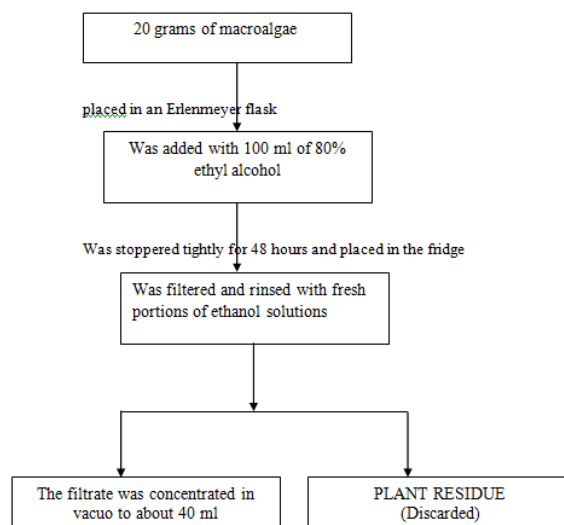 20 grams of macroalgae
placed in an Erlenmeyer flask
Was added with 100 ml of 80%
ethyl alcohol
Was stoppered tightly for 48 hours and placed in the fridge
Was filtered and rinsed with fresh
portions of ethanol solutions
The filtrate was concentrated in
vacuo to about 40 ml
PLANT RESIDUE
(Discarded)